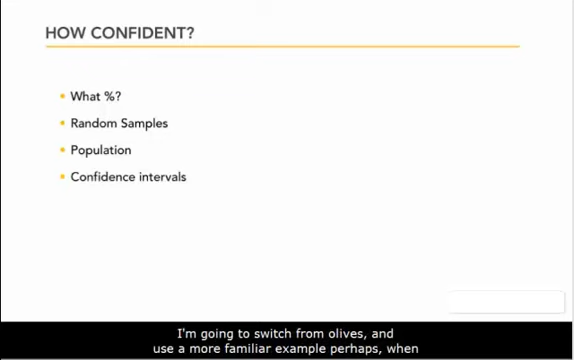 HOW CONFIDENT?
• What %?
• Random Samples
• Population
• Confidence intervals
I'm going to switch from olives, and
use a more familiar example perhaps, when